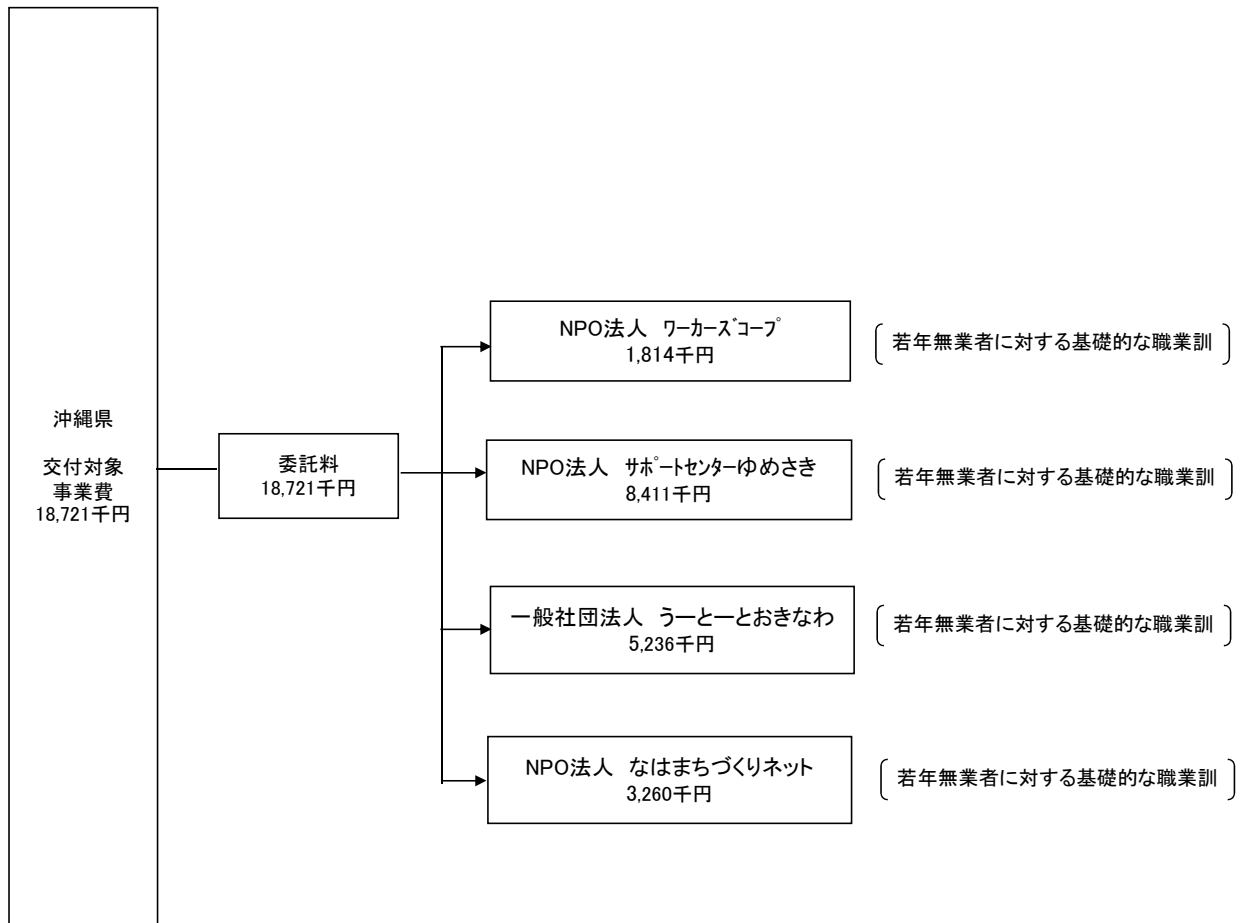 沖縄県
交付対象
事業費
18,721千円
委託料
18,721千円
NPO法人　ﾜｰｶｰｽﾞｺｰﾌﾟ
1,814千円
若年無業者に対する基礎的な職業訓
NPO法人　ｻﾎﾟｰﾄｾﾝﾀｰゆめさき
8,411千円
若年無業者に対する基礎的な職業訓
一般社団法人　うーとーとおきなわ
5,236千円
若年無業者に対する基礎的な職業訓
NPO法人　なはまちづくりネット
3,260千円
若年無業者に対する基礎的な職業訓